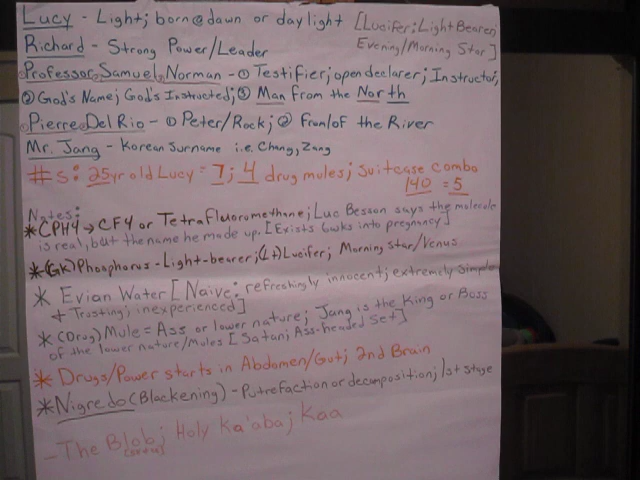 Lucy - Light; born @ dawn or daylight [Lucifer; Light Bearer
Evening/Morning Star]
Richard - Strong Power/Leader
①Professor ②Samuel ③Norman - ① Testifier; open declarer; Instructor;
② God's Name; God's Instructed; ③ Man from the North
①Pierre ②Del Rio - ① Peter/Rock; ② From/of the River
Mr. Jang - Korean Surname i.e. Chang, Zang
#s: 25yr old Lucy = 7; 4 drug mules; suitcase combo
140 = 5
Notes:
*CPH4 → CF4 or Tetrafluoromethane; Luc Besson says the molecule
is real, but the name he made up. [Exists 6wks into pregnancy]
*(Gk) Phosphorus - Light-bearer; (Lt) Lucifer; Morning Star/Venus
* Evian Water [Naive: refreshingly innocent; extremely simple
+ Trusting; inexperienced]
* (Drug) Mule = Ass or lower nature; Jang is the King or Boss
of the lower nature/Mules [Satan; Ass-headed Set]
* Drugs/Power starts in Abdomen/Gut; 2nd Brain
*Nigredo (Blackening) - Putrefaction or decomposition; 1st stage
- The Blob; Holy Ka'aba; Kaa